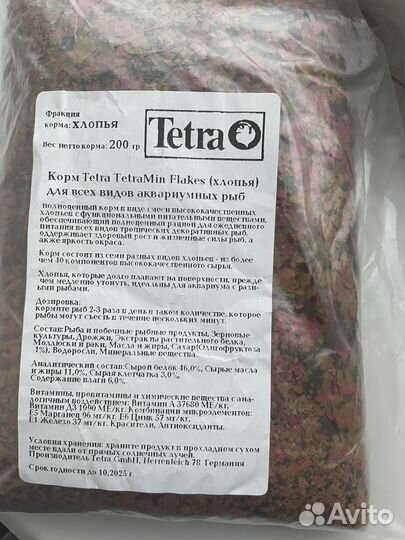 Фракция
корма: ХЛОПЬЯ
Tetra
Вес нетто корма: 200 гр
Корм Tetra TetraMin Flakes (хлопья)
для всех видов аквариумных рыб
полноценный корм в виде смеси высококачественных
хлопьев с функциональными питательными веществами,
обеспечивающий полноценный рацион для ежедневного
питания всех видов тропических декоративных рыб,
поддерживает здоровый рост и жизненные силы рыб, а
также яркость окраса.
Корм состоит из семи разных видов хлопьев - из более
чем 40 компонентов высококачественного сырья.
Хлопья, которые долго плавают на поверхности, прежде
чем медленно утонуть, идеальны для аквариума с разн-
ыми рыбами.
Дозировка:
кормите рыб 2-3 раза в день в таком количестве, которое
рыбы могут съесть в течение нескольких минут.
Состав:Рыба и побочные рыбные продукты, Зерновые
культуры, Дрожжи, Экстракты растительного белка,
Моллюски и раки, Масла и жиры, Сахар(Олигофруктоза
1%), Водоросли, Минеральные вещества.
Аналитический состав:Сырой белок 46,0%, Сырые масла
и жиры 11,0%, Сырая клетчатка 3,0%,
Содержание влаги 6,0%.
Витамины, провитамины и химические вещества с ана-
логичным воздействием: Витамин А 37680 МЕ/кг,
Витамин Д3 1990 МЕ/кг. Комбинации микроэлементов:
Е5 Марганец 96 мг/кг, Е6 Цинк 57 мг/кг,
Е1 Железо 37 мг/кг. Красители, Антиоксиданты.
Условия хранения: храните продукт в прохладном сухом
месте вдали от прямых солнечных лучей.
Производитель Tetra GmbH, Herrenteich 78 Германия
Срок годности до 10,2025 г.
Avito